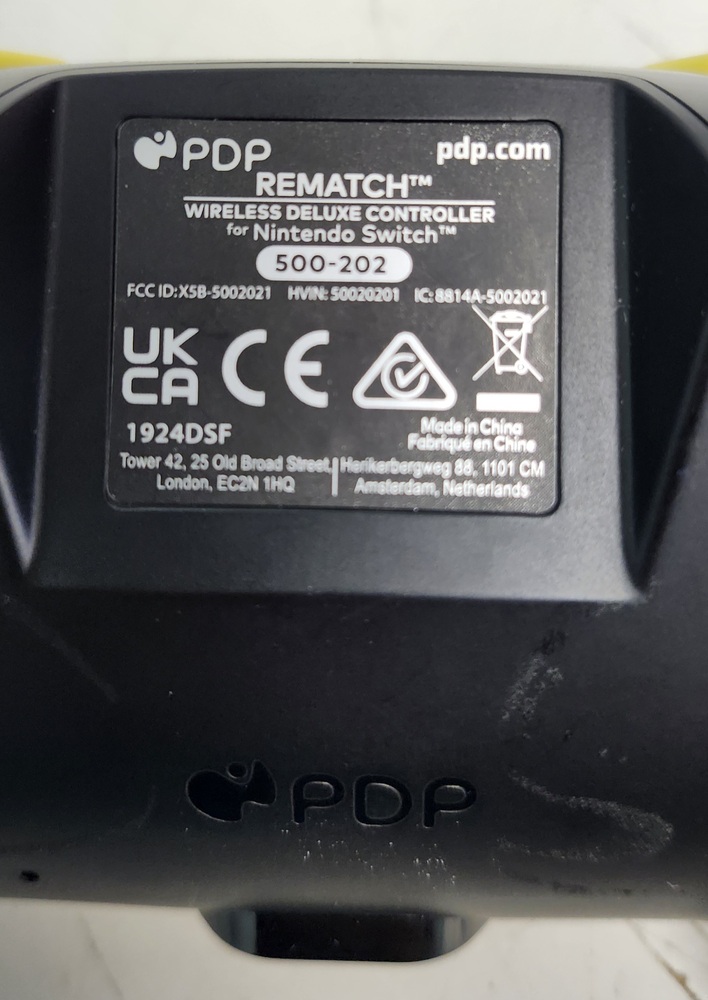 PDP pdp.com
REMATCH™
WIRELESS DELUXE CONTROLLER
for Nintendo Switch™
500-202
FCC ID:X5B-5002021 HVIN: 50020201 IC: 8814A-5002021
UK
CA CE
1924DSF
Made in China
Fabriqué en Chine
Tower 42, 25 Old Broad Street, | Herikerbergweg 88, 1101 CM
London, EC2N 1HQ | Amsterdam, Netherlands
PDP